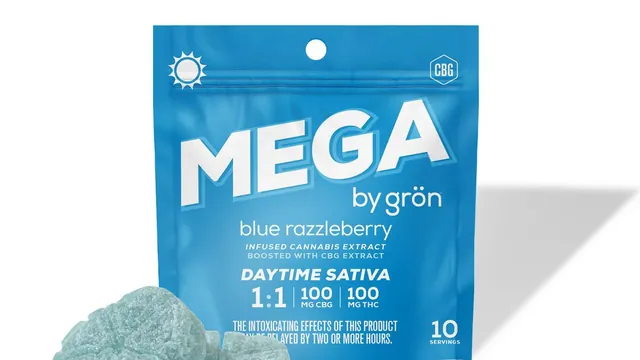 CBG
MEGA
by grön
blue razzleberry
INFUSED CANNABIS EXTRACT
BOOSTED WITH CBG EXTRACT
DAYTIME SATIVA
1:1 100 MG CBG 100 MG THC
THE INTOXICATING EFFECTS OF THIS PRODUCT
MAY BE DELAYED BY TWO OR MORE HOURS.
10
SERVINGS